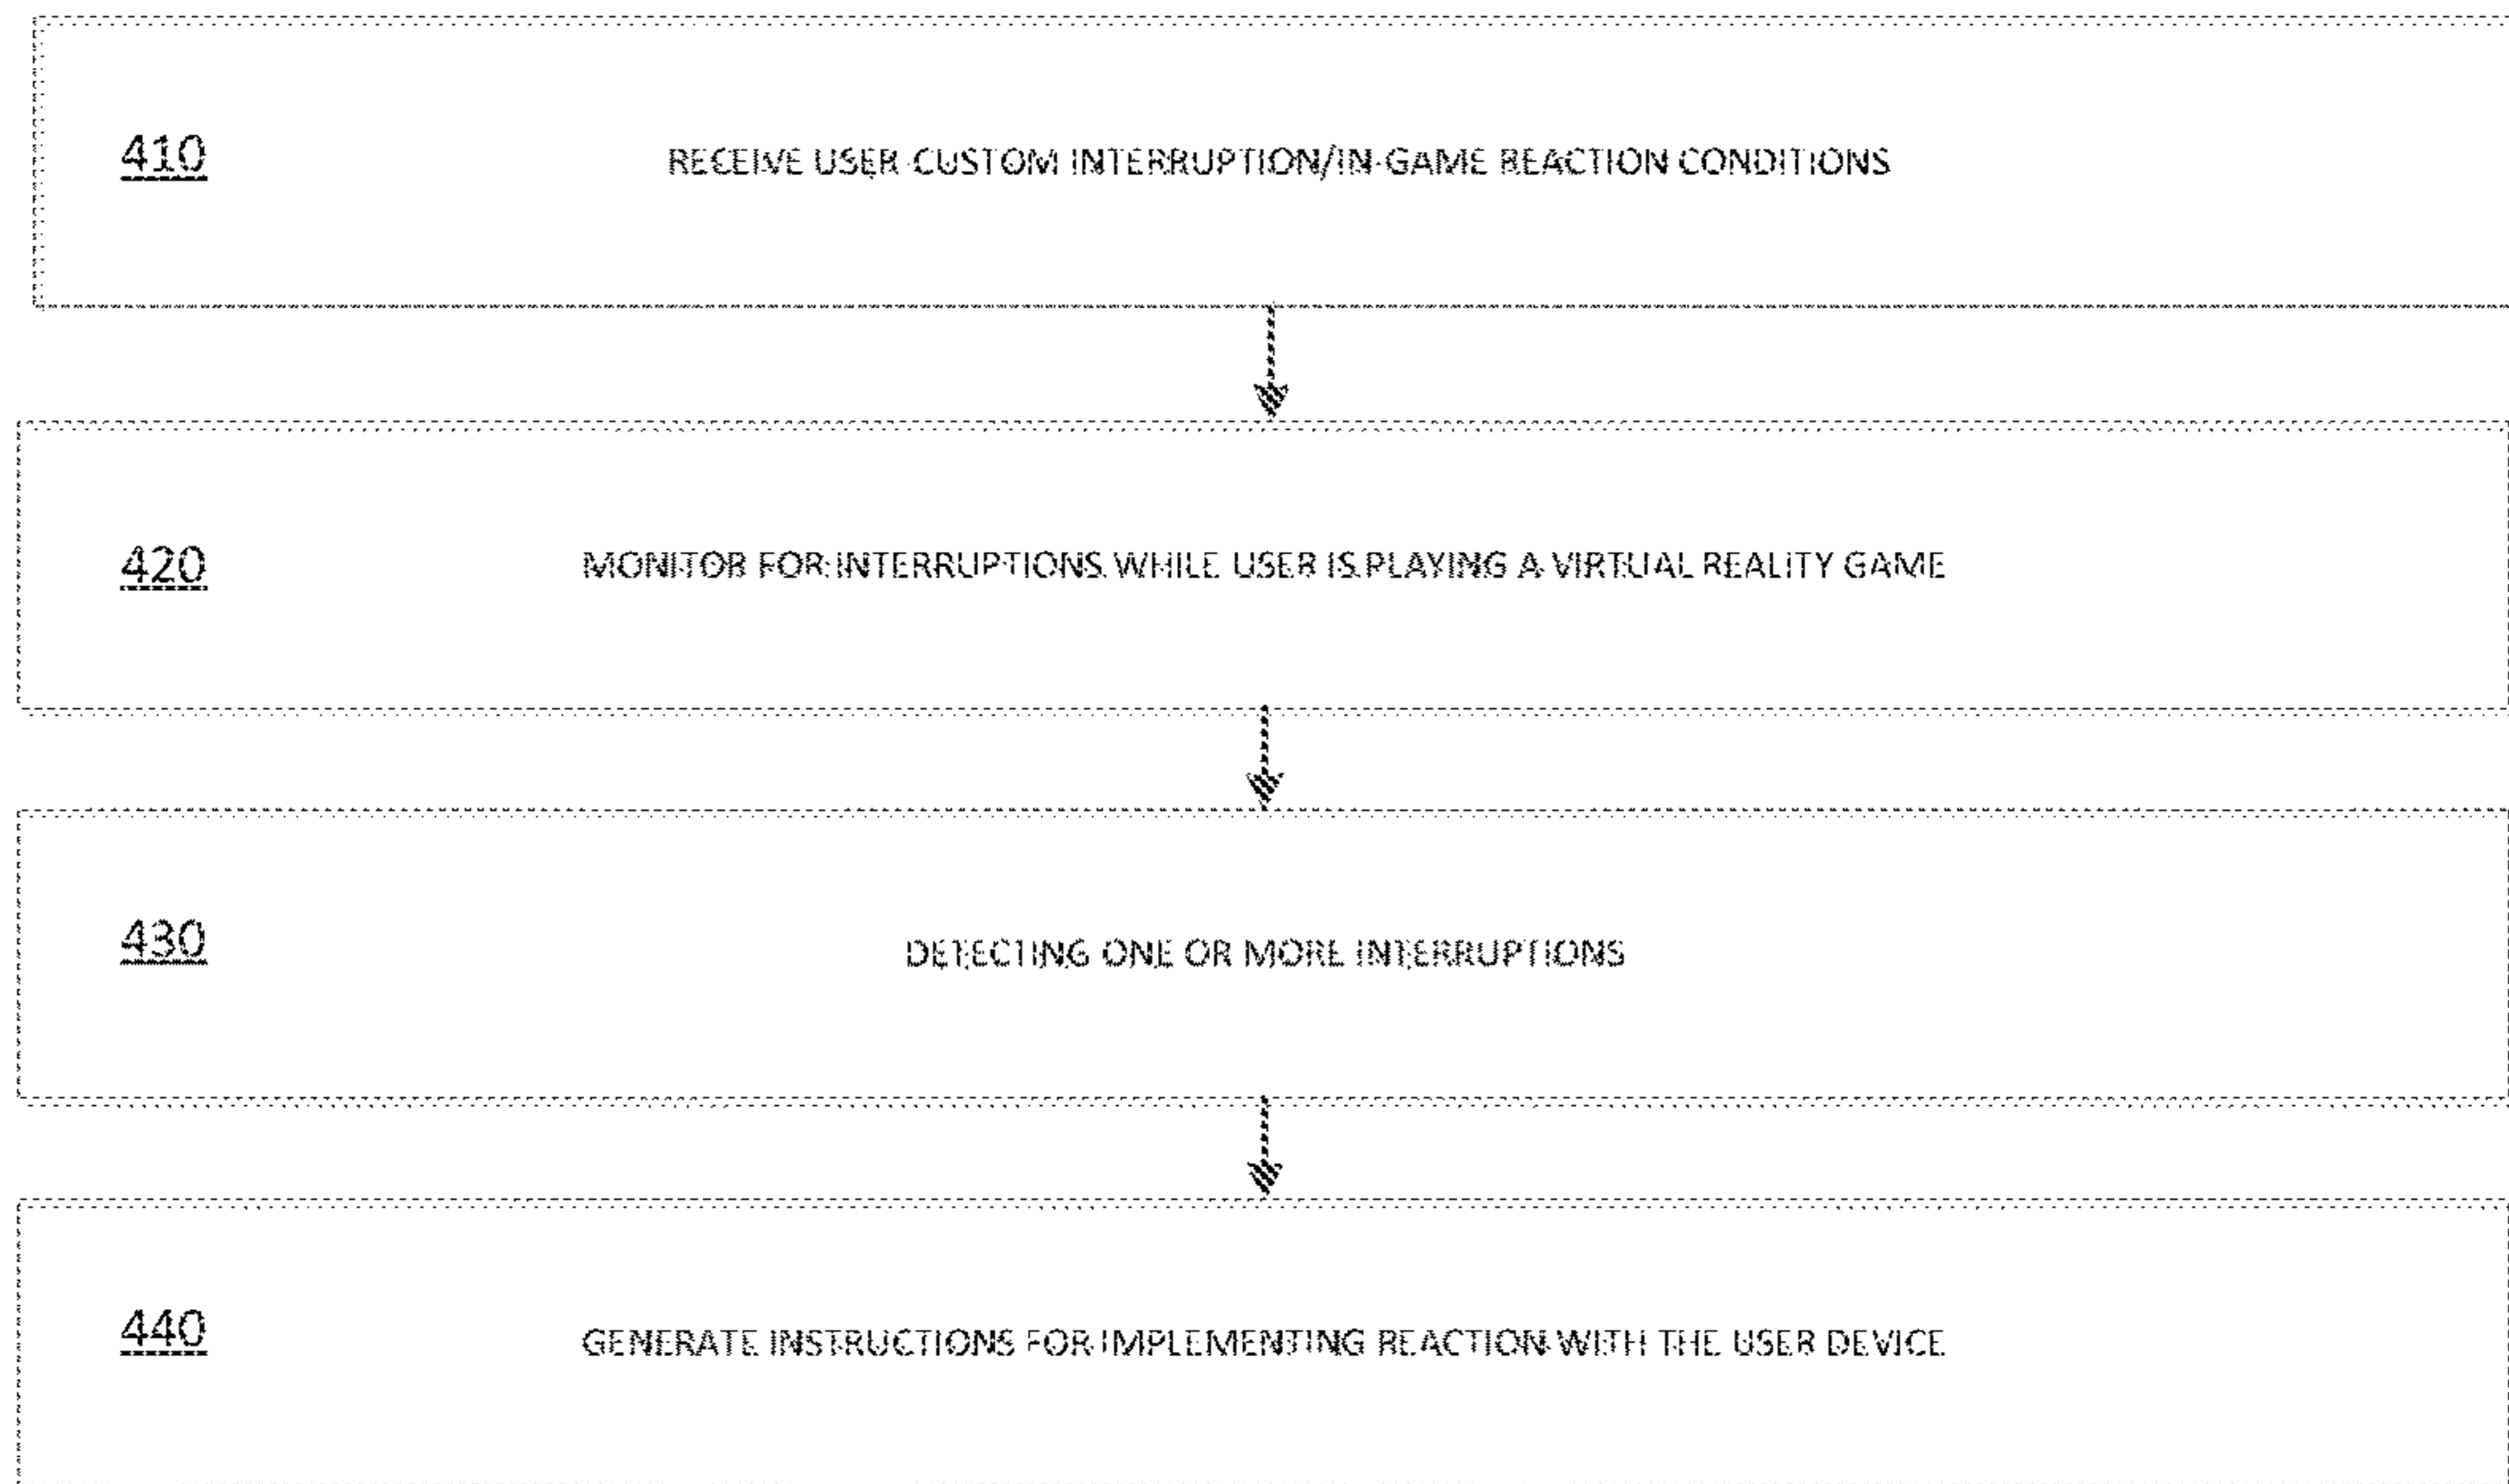 410
RECEIVE USER CUSTOM INTERRUPTION/IN-GAME REACTION CONDITIONS
420
MONITOR FOR INTERRUPTIONS WHILE USER IS PLAYING A VIRTUAL REALITY GAME
430
DETECTING ONE OR MORE INTERRUPTIONS
440
GENERATE INSTRUCTIONS FOR IMPLEMENTING REACTION WITH THE USER DEVICE